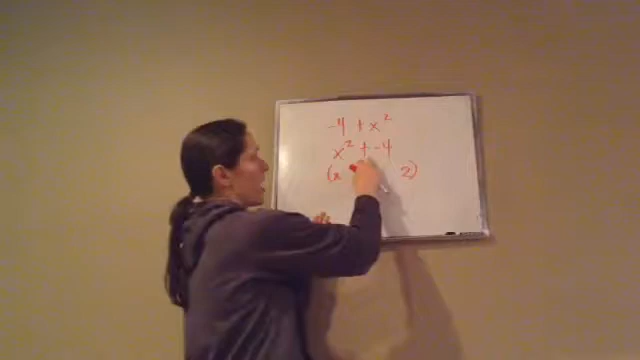 -4 + x²
x² + -4
(x 2)